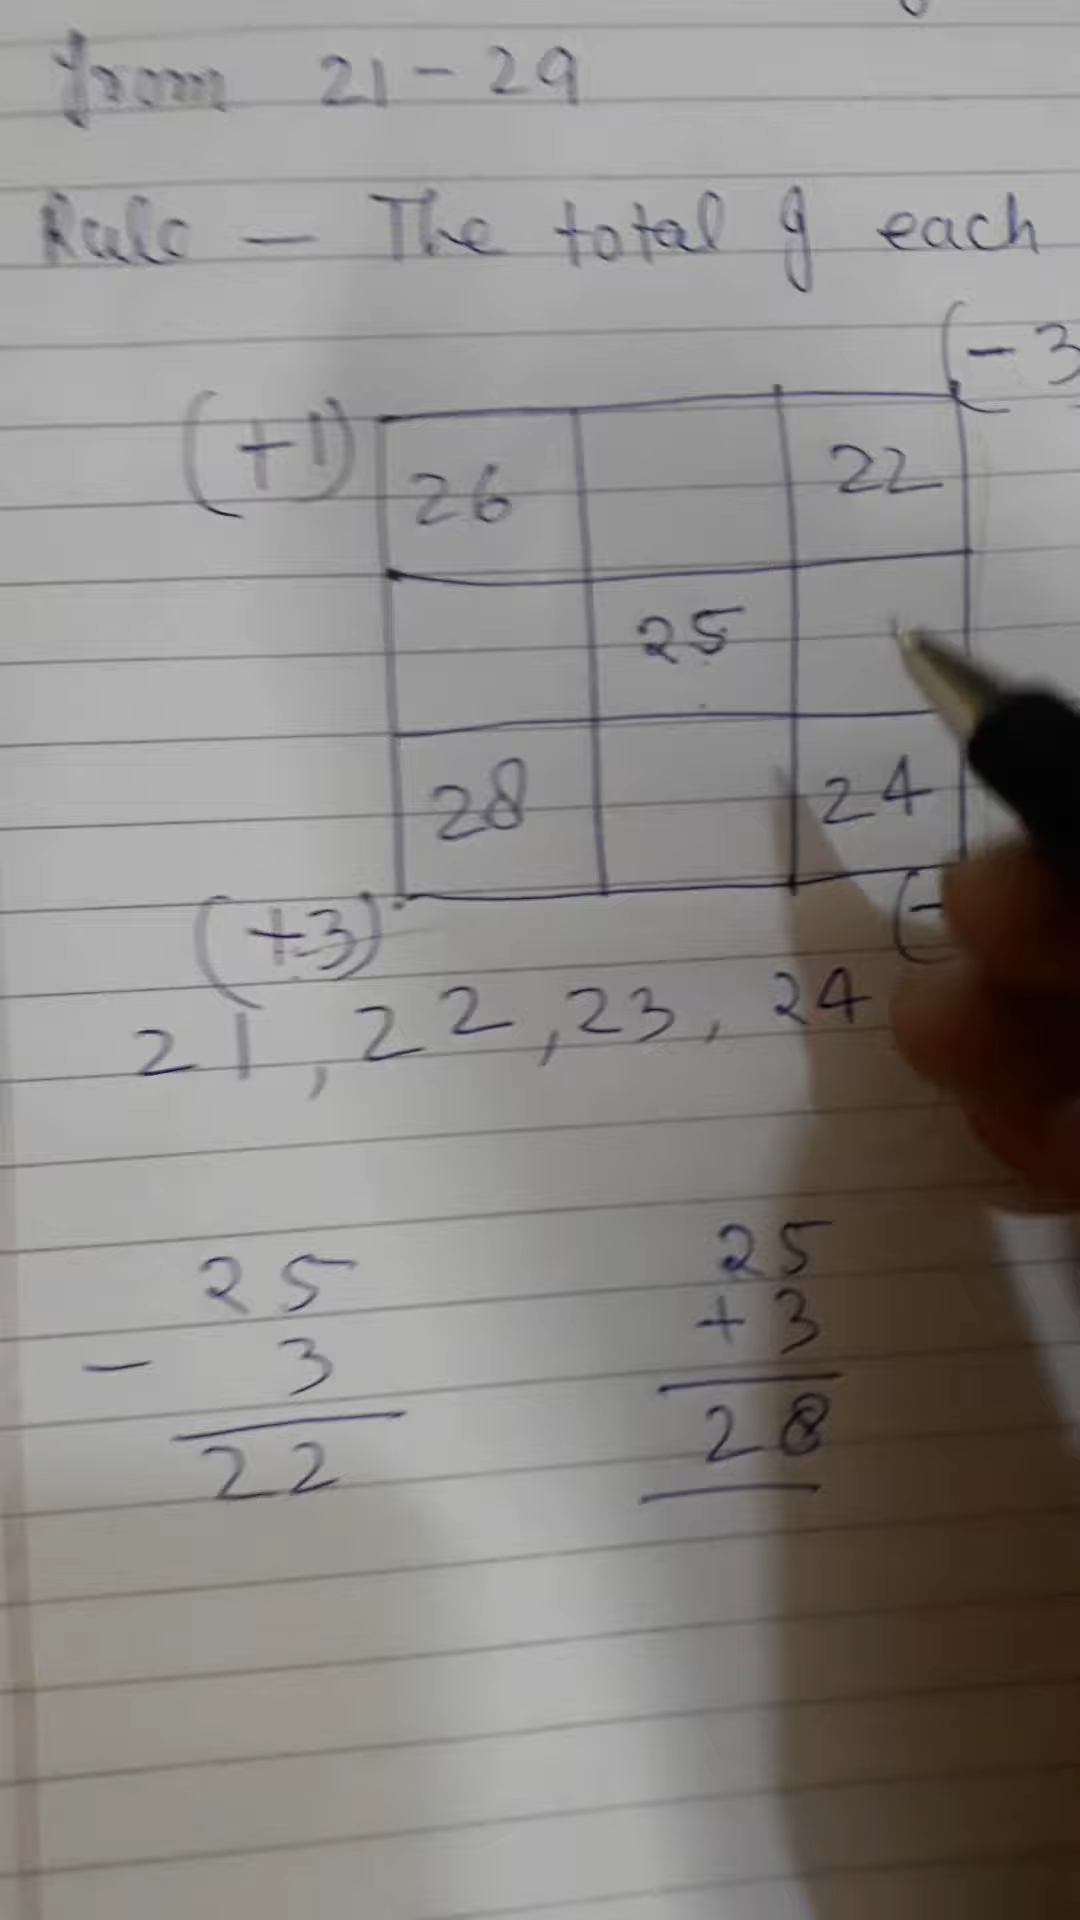 from 21 - 29
Rule - The total of each
(-3
(+1)
26 22
25
28 24
(+3) (-
21, 22, 23, 24
25 25
- 3 + 3
22 28